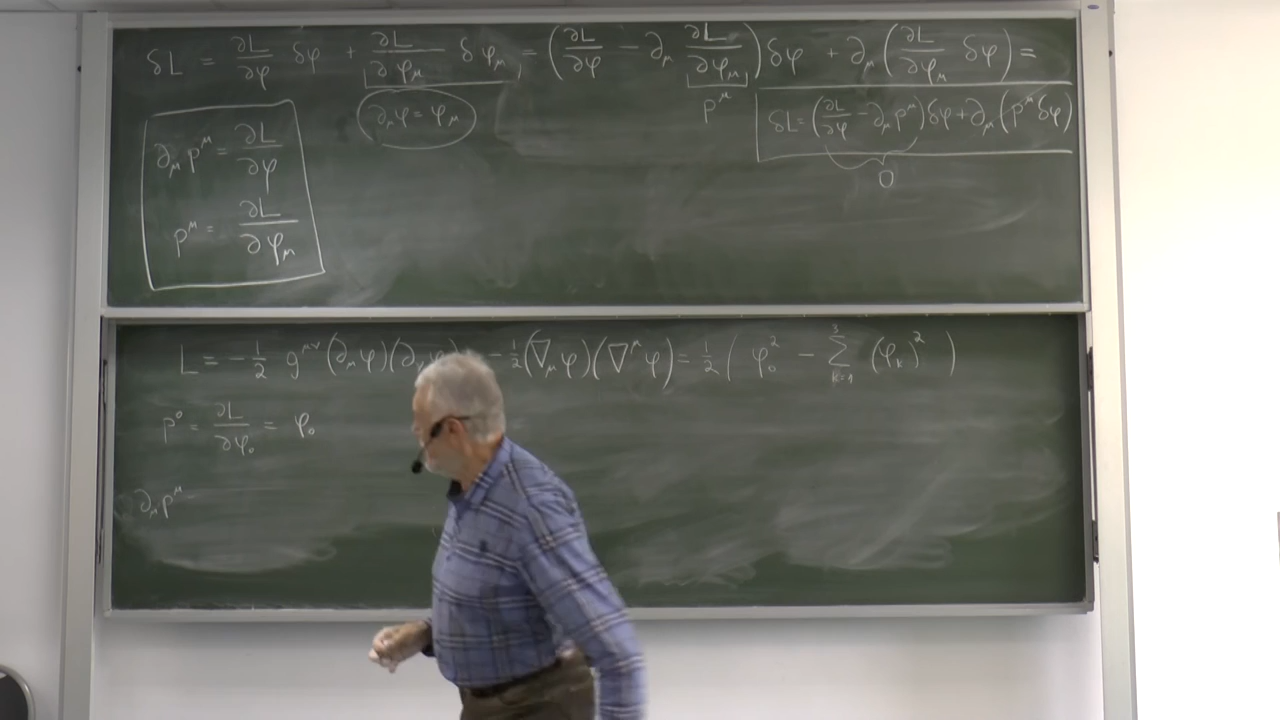 δL = ∂L/∂φ δφ + ∂L/∂φ_μ δφ_μ = (∂L/∂φ − ∂_μ ∂L/∂φ_μ) δφ + ∂_μ (∂L/∂φ_μ δφ) =
∂_μ φ = φ_μ
p^μ
δL = (∂L/∂φ − ∂_μ p^μ) δφ + ∂_μ (p^μ δφ)
0
∂_μ p^μ = ∂L/∂φ
p^μ = ∂L/∂φ_μ
L = − 1/2 g^{μν} (∂_μ φ)(∂_ν φ) − 1/2 (∇_μ φ)(∇^μ φ) = 1/2 ( φ_0^2 − Σ_{k=1}^3 (φ_k)^2 )
p^0 = ∂L/∂φ_0 = φ_0
∂_μ p^μ